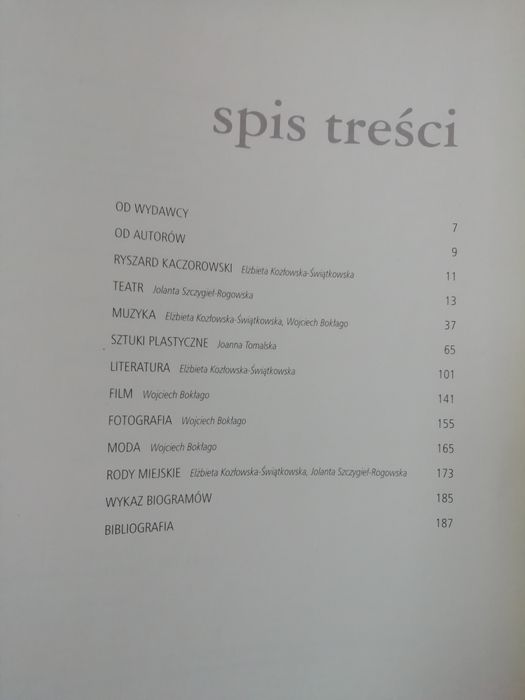 spis treści
OD WYDAWCY 7
OD AUTORÓW 9
RYSZARD KACZOROWSKI Elżbieta Kozłowska-Świątkowska 11
TEATR Jolanta Szczygieł-Rogowska 13
MUZYKA Elżbieta Kozłowska-Świątkowska, Wojciech Bokłago 37
SZTUKI PLASTYCZNE Joanna Tomalska 65
LITERATURA Elżbieta Kozłowska-Świątkowska 101
FILM Wojciech Bokłago 141
FOTOGRAFIA Wojciech Bokłago 155
MODA Wojciech Bokłago 165
RODY MIEJSKIE Elżbieta Kozłowska-Świątkowska, Jolanta Szczygieł-Rogowska 173
WYKAZ BIOGRAMÓW 185
BIBLIOGRAFIA 187